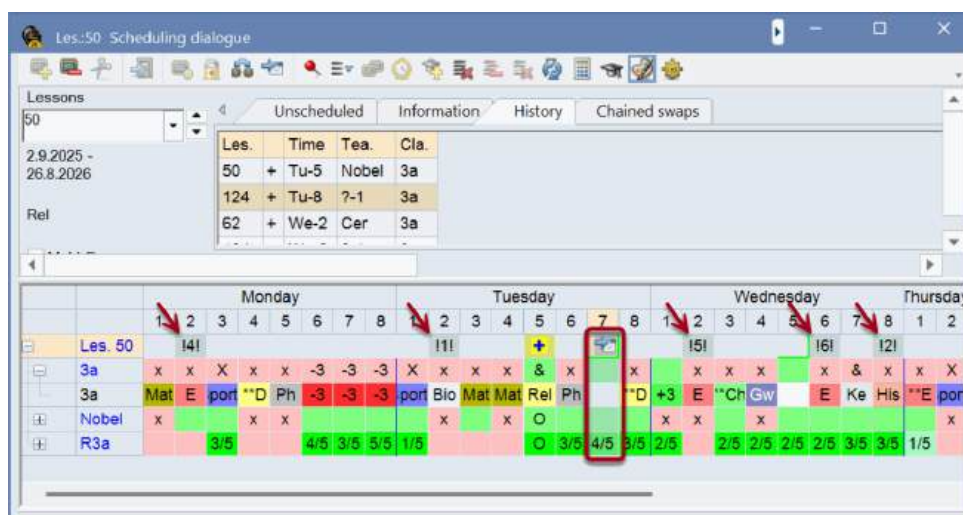 Les.:50 Scheduling dialogue
Lessons
50
2.9.2025 -
26.8.2026
Rel
Unscheduled Information History Chained swaps
Les. Time Tea. Cla.
50 + Tu-5 Nobel 3a
124 + Tu-8 ?-1 3a
62 + We-2 Cer 3a
Monday Tuesday Wednesday Thursday
1 2 3 4 5 6 7 8 1 2 3 4 5 6 7 8 1 2 3 4 5 6 7 8 1 2
Les. 50 !4! !1! + !5! !6! !2!
3a x x X x x -3 -3 -3 X x x x & x x x x x x & x x X
3a Mat E port **D Ph -3 -3 -3 port Bio Mat Mat Rel Ph **D +3 E **Ch Gw E Ke His **E por
Nobel x x x x x O x x x x
R3a 3/5 4/5 3/5 5/5 1/5 O 3/5 4/5 3/5 2/5 2/5 2/5 2/5 2/5 3/5 3/5 1/5